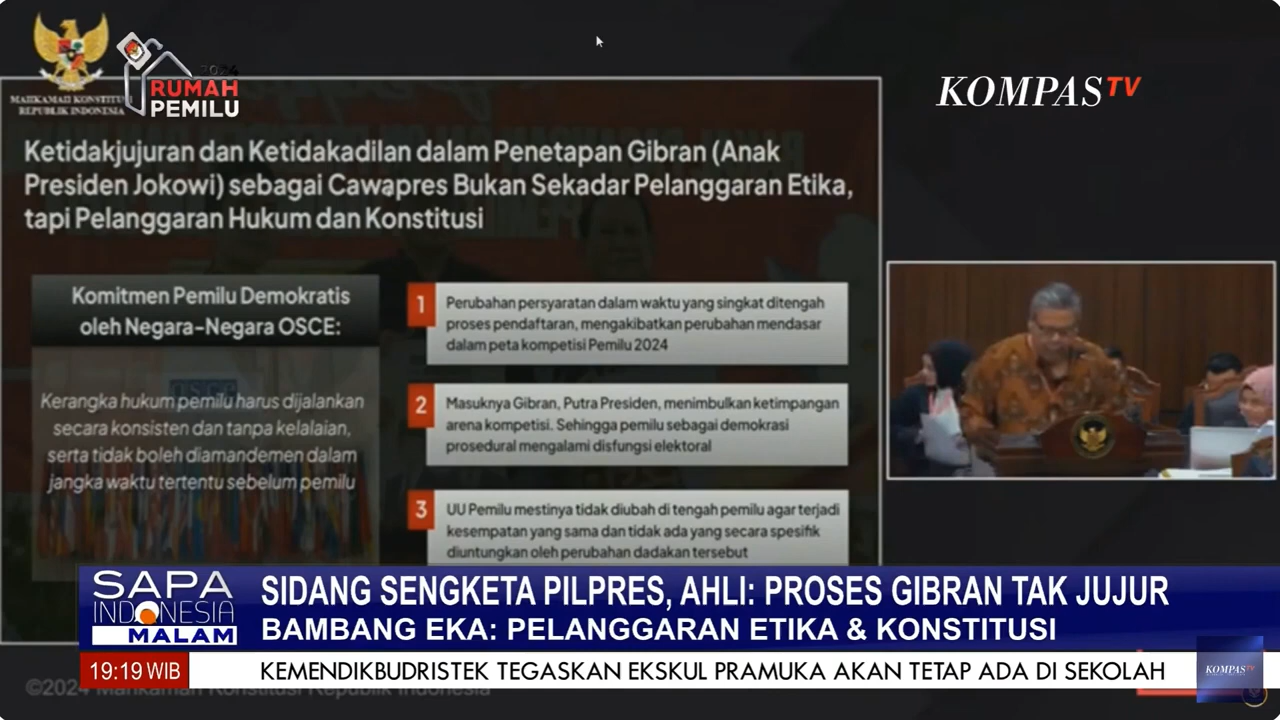 MAHKAMAH KONSTITUSI
REPUBLIK INDONESIA
2024
RUMAH
PEMILU
KOMPAS TV
Ketidakjujuran dan Ketidakadilan dalam Penetapan Gibran (Anak
Presiden Jokowi) sebagai Cawapres Bukan Sekadar Pelanggaran Etika,
tapi Pelanggaran Hukum dan Konstitusi
Komitmen Pemilu Demokratis
oleh Negara-Negara OSCE:
Kerangka hukum pemilu harus dijalankan
secara konsisten dan tanpa kelalaian,
serta tidak boleh diamandemen dalam
jangka waktu tertentu sebelum pemilu
1
Perubahan persyaratan dalam waktu yang singkat ditengah
proses pendaftaran, mengakibatkan perubahan mendasar
dalam peta kompetisi Pemilu 2024
2
Masuknya Gibran, Putra Presiden, menimbulkan ketimpangan
arena kompetisi. Sehingga pemilu sebagai demokrasi
prosedural mengalami disfungsi elektoral
3
UU Pemilu mestinya tidak diubah di tengah pemilu agar terjadi
kesempatan yang sama dan tidak ada yang secara spesifik
diuntungkan oleh perubahan dadakan tersebut
SAPA
INDONESIA
MALAM
SIDANG SENGKETA PILPRES, AHLI: PROSES GIBRAN TAK JUJUR
BAMBANG EKA: PELANGGARAN ETIKA & KONSTITUSI
19:19 WIB
KEMENDIKBUDRISTEK TEGASKAN EKSKUL PRAMUKA AKAN TETAP ADA DI SEKOLAH
KOMPAS TV
©2024 Mahkamah Konstitusi Republik Indonesia